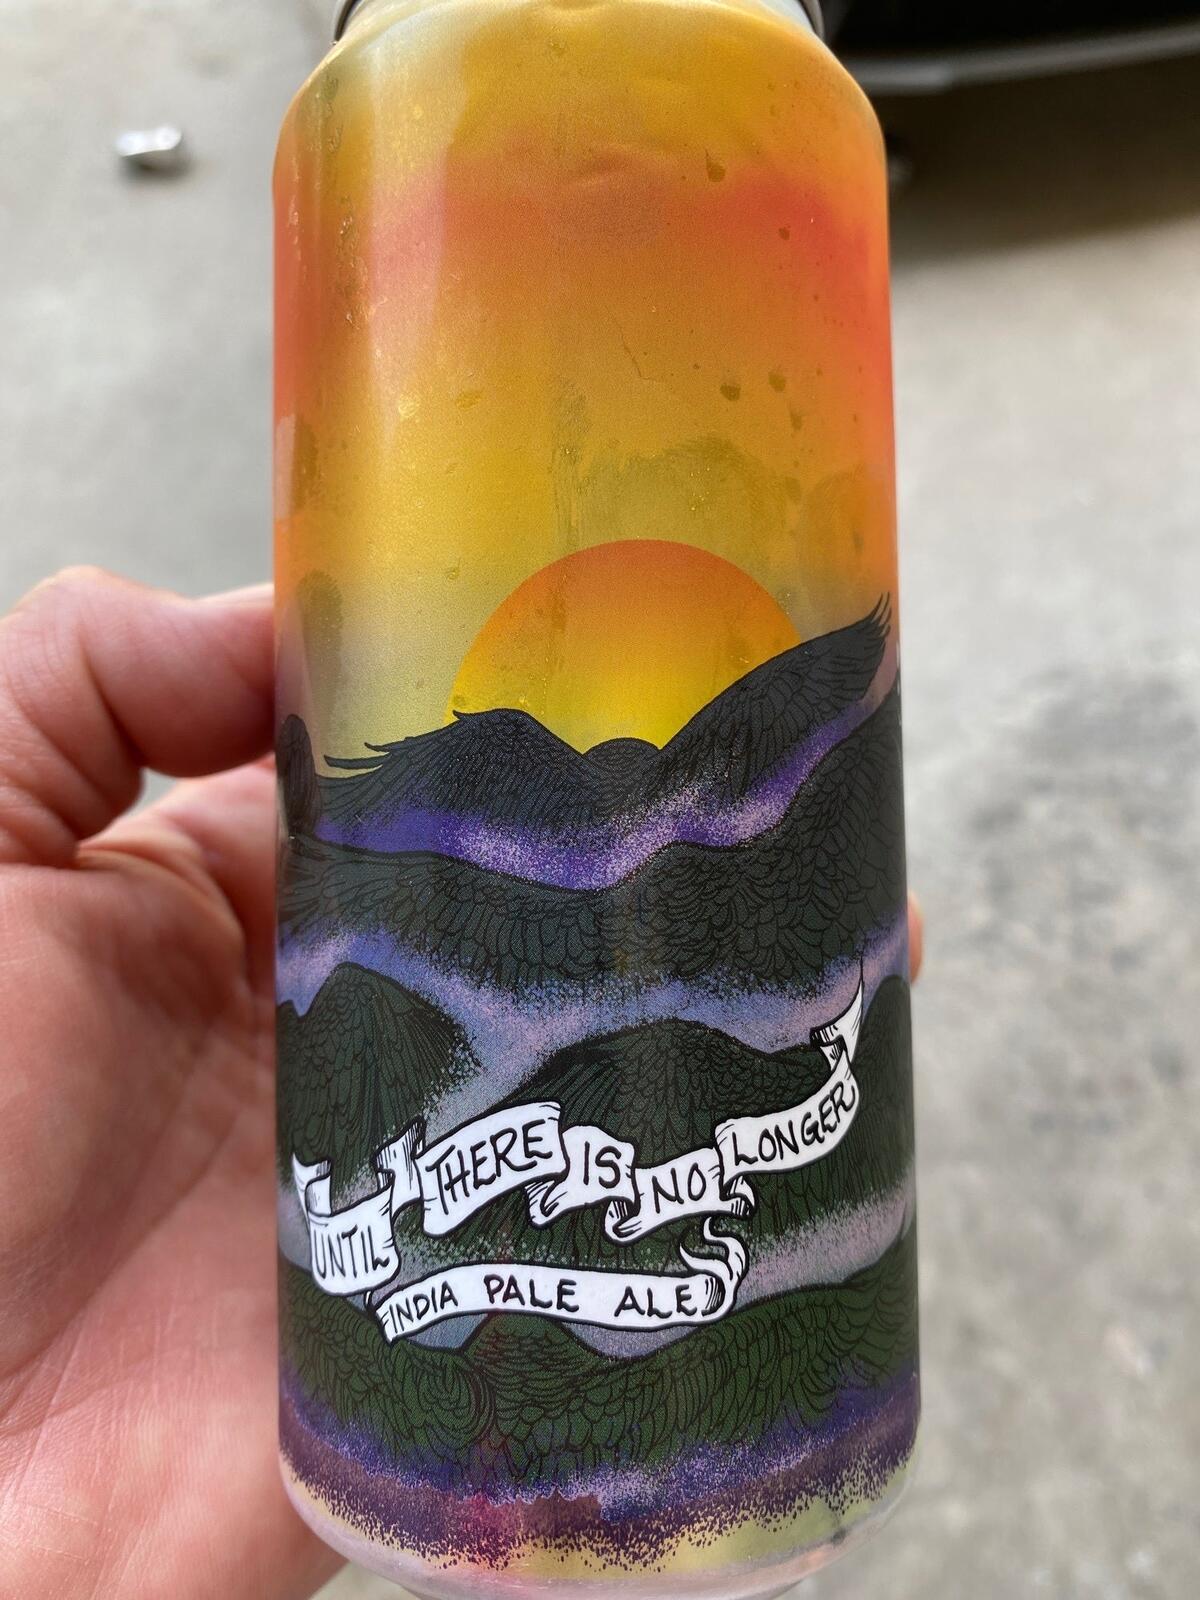 UNTIL THERE IS NO LONGER
INDIA PALE ALE